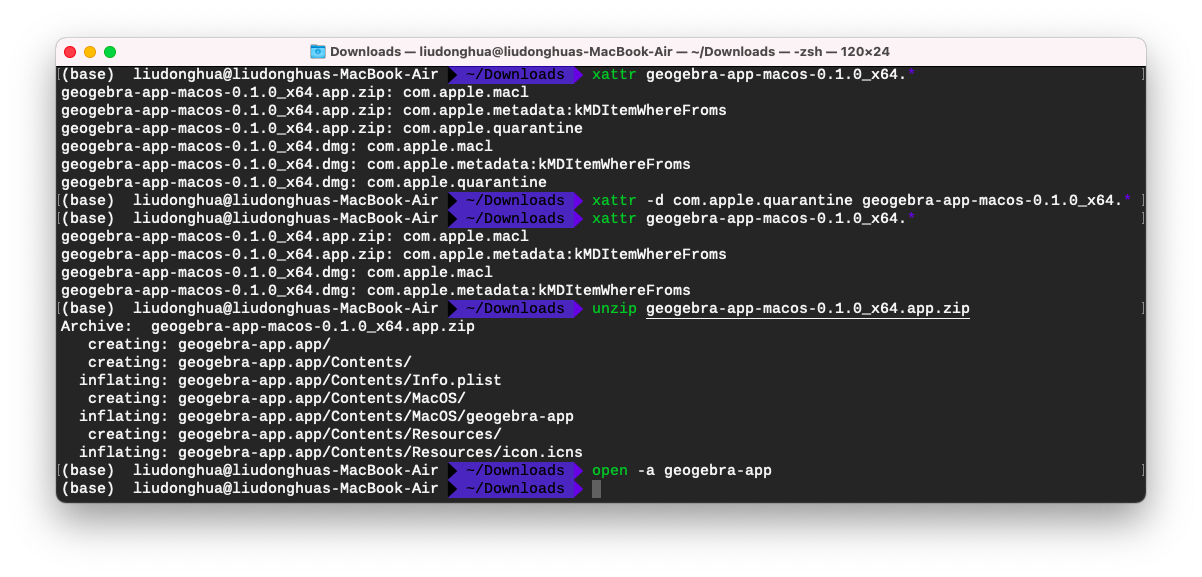 Downloads — liudonghua@liudonghuas-MacBook-Air — ~/Downloads — -zsh — 120×24
[(base)  liudonghua@liudonghuas-MacBook-Air  ~/Downloads  xattr geogebra-app-macos-0.1.0_x64.* ]
geogebra-app-macos-0.1.0_x64.app.zip: com.apple.macl
geogebra-app-macos-0.1.0_x64.app.zip: com.apple.metadata:kMDItemWhereFroms
geogebra-app-macos-0.1.0_x64.app.zip: com.apple.quarantine
geogebra-app-macos-0.1.0_x64.dmg: com.apple.macl
geogebra-app-macos-0.1.0_x64.dmg: com.apple.metadata:kMDItemWhereFroms
geogebra-app-macos-0.1.0_x64.dmg: com.apple.quarantine
[(base)  liudonghua@liudonghuas-MacBook-Air  ~/Downloads  xattr -d com.apple.quarantine geogebra-app-macos-0.1.0_x64.* ]
[(base)  liudonghua@liudonghuas-MacBook-Air  ~/Downloads  xattr geogebra-app-macos-0.1.0_x64.* ]
geogebra-app-macos-0.1.0_x64.app.zip: com.apple.macl
geogebra-app-macos-0.1.0_x64.app.zip: com.apple.metadata:kMDItemWhereFroms
geogebra-app-macos-0.1.0_x64.dmg: com.apple.macl
geogebra-app-macos-0.1.0_x64.dmg: com.apple.metadata:kMDItemWhereFroms
[(base)  liudonghua@liudonghuas-MacBook-Air  ~/Downloads  unzip geogebra-app-macos-0.1.0_x64.app.zip ]
Archive:  geogebra-app-macos-0.1.0_x64.app.zip
   creating: geogebra-app.app/
   creating: geogebra-app.app/Contents/
  inflating: geogebra-app.app/Contents/Info.plist
   creating: geogebra-app.app/Contents/MacOS/
  inflating: geogebra-app.app/Contents/MacOS/geogebra-app
   creating: geogebra-app.app/Contents/Resources/
  inflating: geogebra-app.app/Contents/Resources/icon.icns
[(base)  liudonghua@liudonghuas-MacBook-Air  ~/Downloads  open -a geogebra-app ]
(base)  liudonghua@liudonghuas-MacBook-Air  ~/Downloads